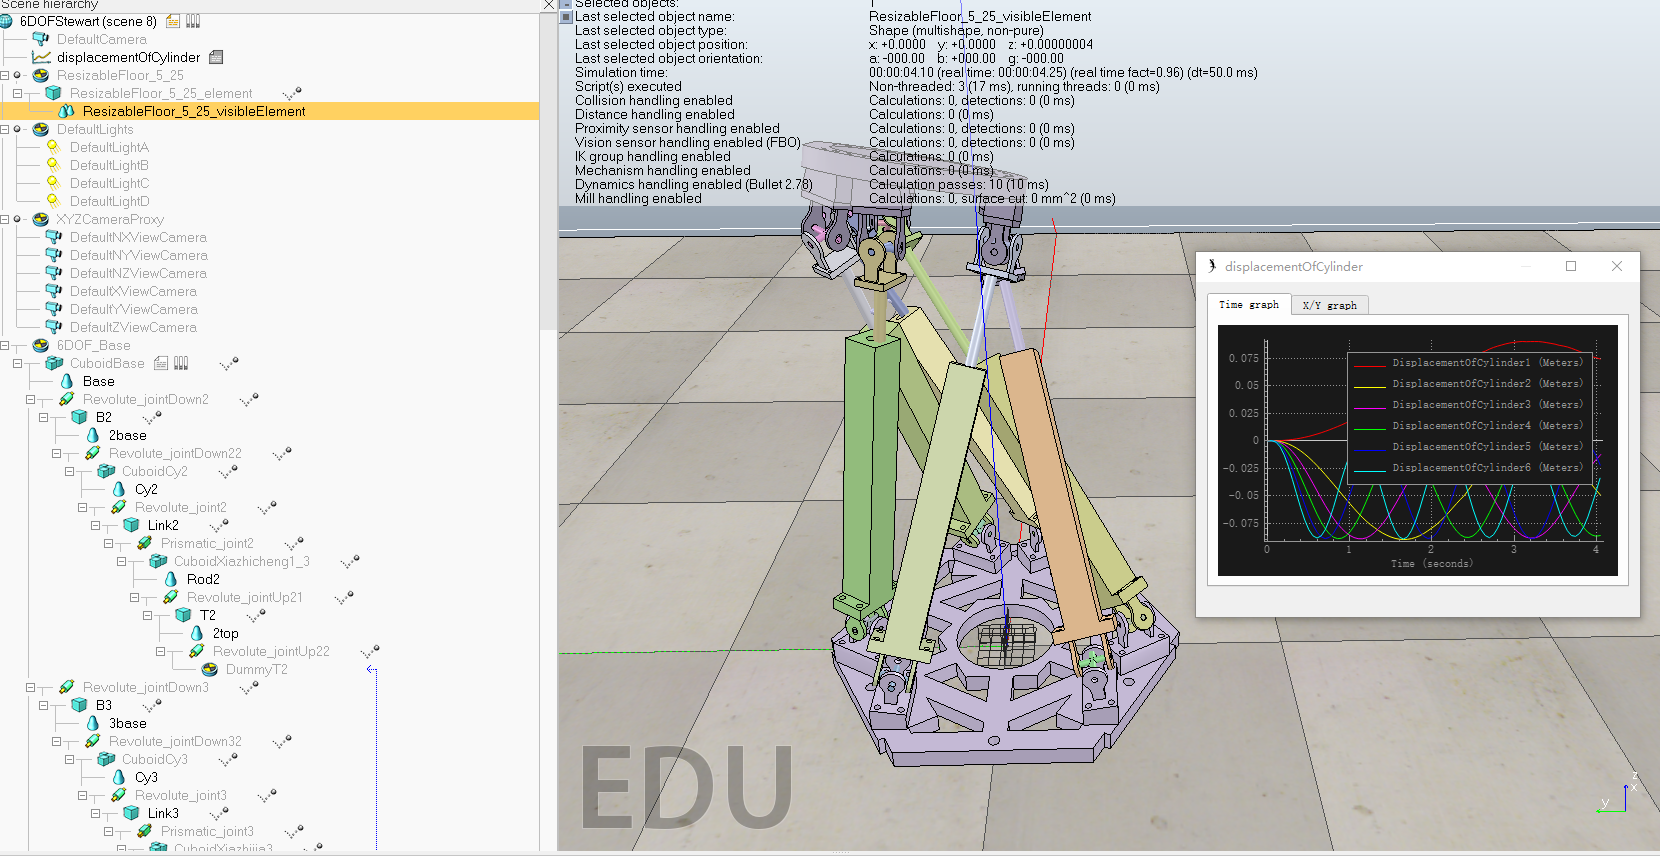 Scene hierarchy
6DOFStewart (scene 8)
DefaultCamera
displacementOfCylinder
ResizableFloor_5_25
ResizableFloor_5_25_element
ResizableFloor_5_25_visibleElement
DefaultLights
DefaultLightA
DefaultLightB
DefaultLightC
DefaultLightD
XYZCameraProxy
DefaultNXViewCamera
DefaultNYViewCamera
DefaultNZViewCamera
DefaultXViewCamera
DefaultYViewCamera
DefaultZViewCamera
6DOF_Base
CuboidBase
Base
Revolute_jointDown2
B2
2base
Revolute_jointDown22
CuboidCy2
Cy2
Revolute_joint2
Link2
Prismatic_joint2
CuboidXiazhicheng1_3
Rod2
Revolute_jointUp21
T2
2top
Revolute_jointUp22
DummyT2
Revolute_jointDown3
B3
3base
Revolute_jointDown32
CuboidCy3
Cy3
Revolute_joint3
Link3
Prismatic_joint3
CuboidXiazhijia3
Selected objects: 1
Last selected object name: ResizableFloor_5_25_visibleElement
Last selected object type: Shape (multishape, non-pure)
Last selected object position: x: +0.0000 y: +0.0000 z: +0.00000004
Last selected object orientation: a: -000.00 b: +000.00 g: -000.00
Simulation time: 00:00:04.10 (real time: 00:00:04.25) (real time fact=0.96) (dt=50.0 ms)
Script(s) executed Non-threaded: 3 (17 ms), running threads: 0 (0 ms)
Collision handling enabled Calculations: 0, detections: 0 (0 ms)
Distance handling enabled Calculations: 0 (0 ms)
Proximity sensor handling enabled Calculations: 0, detections: 0 (0 ms)
Vision sensor handling enabled (FBO) Calculations: 0, detections: 0 (0 ms)
IK group handling enabled Calculations: 0 (0 ms)
Mechanism handling enabled Calculations: 0 (0 ms)
Dynamics handling enabled (Bullet 2.78) Calculation passes: 10 (10 ms)
Mill handling enabled Calculations: 0, surface cut: 0 mm^2 (0 ms)
displacementOfCylinder
Time graph X/Y graph
DisplacementOfCylinder1 (Meters)
DisplacementOfCylinder2 (Meters)
DisplacementOfCylinder3 (Meters)
DisplacementOfCylinder4 (Meters)
DisplacementOfCylinder5 (Meters)
DisplacementOfCylinder6 (Meters)
0.075
0.05
0.025
0
-0.025
-0.05
-0.075
0 1 2 3 4
Time (seconds)
EDU
z
x
y